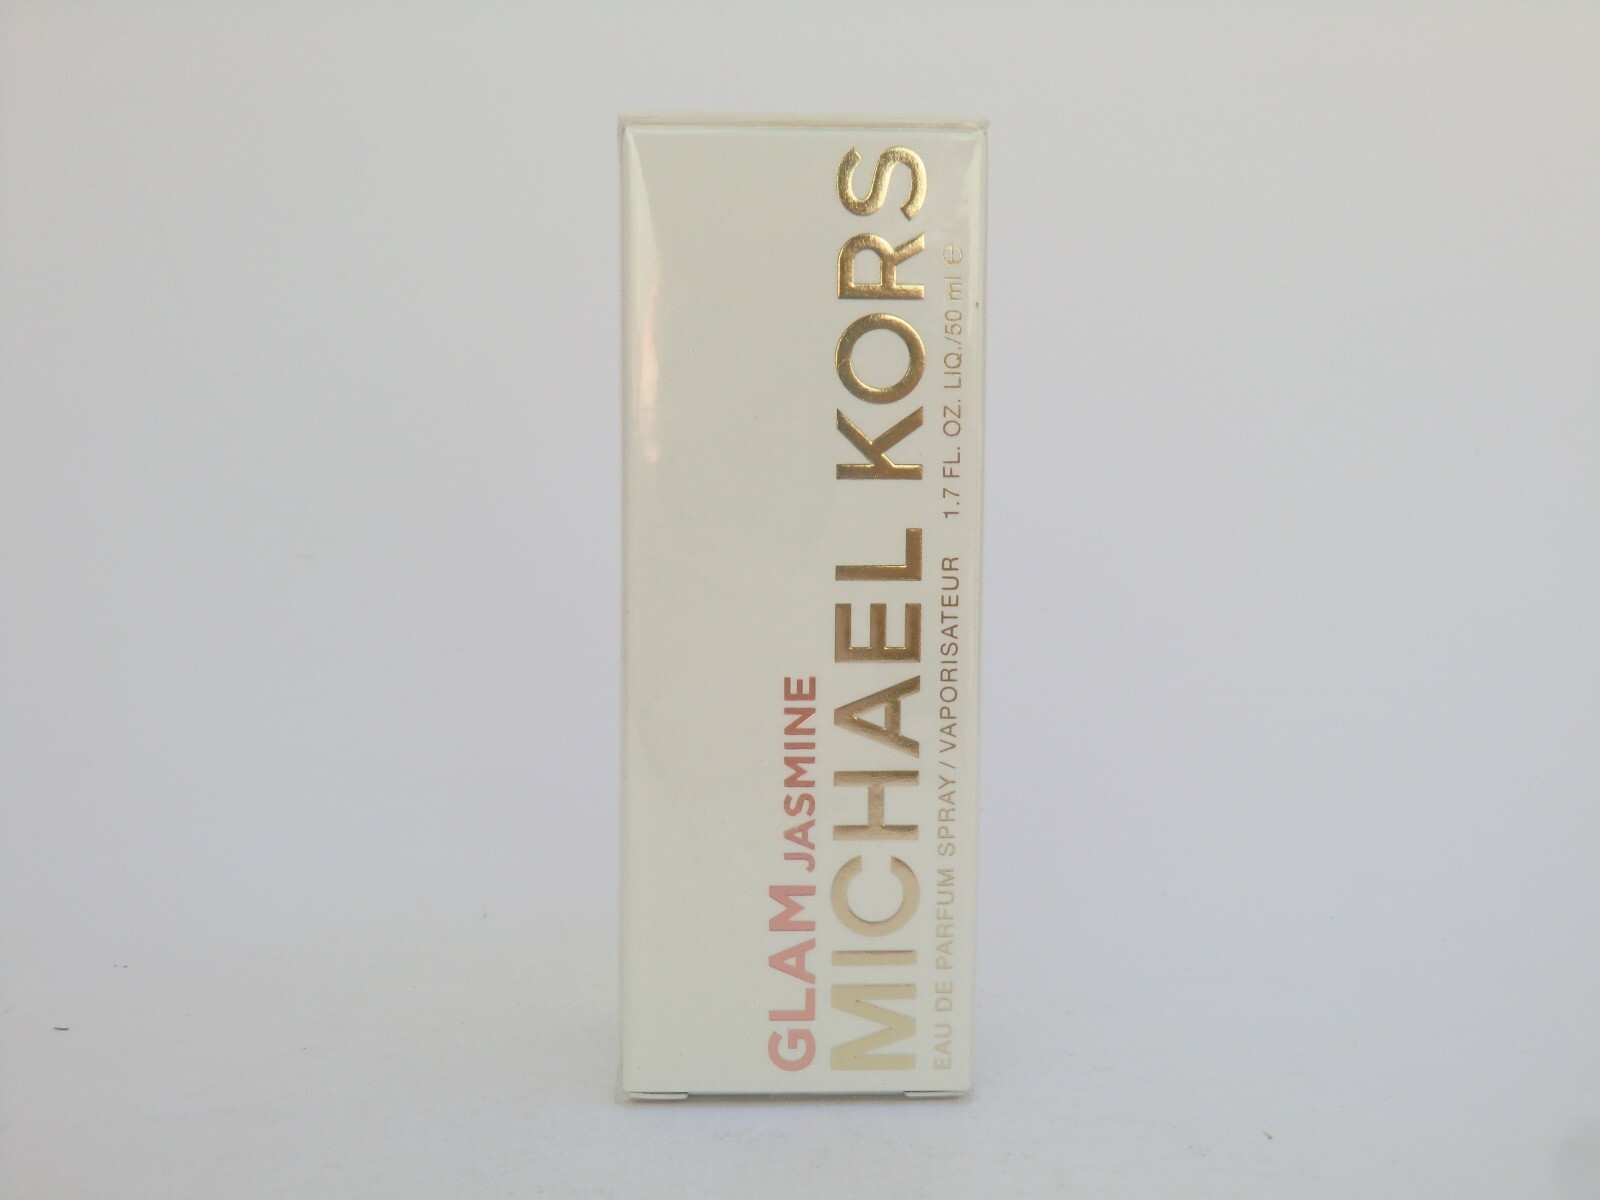 GLAM JASMINE
MICHAEL KORS
EAU DE PARFUM SPRAY / VAPORISATEUR 1.7 FL. OZ. LIQ./50 ml ℮